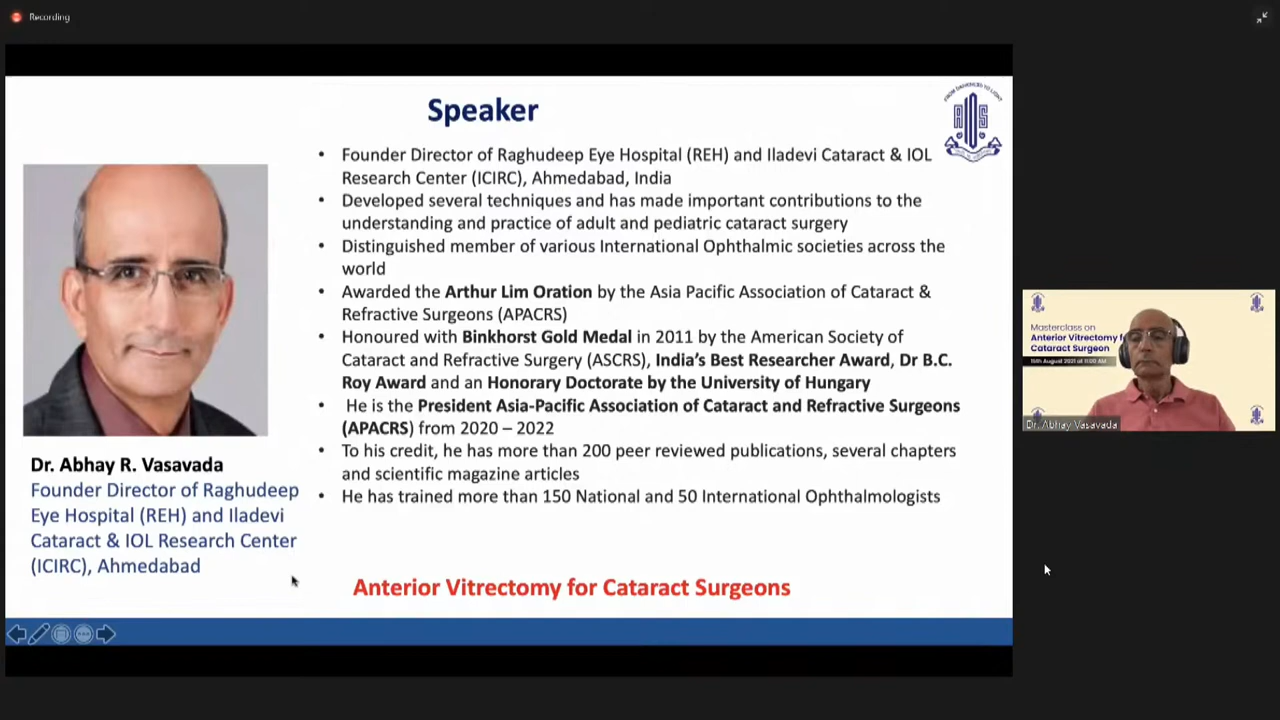 Recording
Speaker
Founder Director of Raghudeep Eye Hospital (REH) and Iladevi Cataract & IOL
Research Center (ICIRC), Ahmedabad, India
Developed several techniques and has made important contributions to the
understanding and practice of adult and pediatric cataract surgery
Distinguished member of various International Ophthalmic societies across the
world
Awarded the Arthur Lim Oration by the Asia Pacific Association of Cataract &
Refractive Surgeons (APACRS)
Honoured with Binkhorst Gold Medal in 2011 by the American Society of
Cataract and Refractive Surgery (ASCRS), India's Best Researcher Award, Dr B.C.
Roy Award and an Honorary Doctorate by the University of Hungary
He is the President Asia-Pacific Association of Cataract and Refractive Surgeons
(APACRS) from 2020 – 2022
To his credit, he has more than 200 peer reviewed publications, several chapters
and scientific magazine articles
He has trained more than 150 National and 50 International Ophthalmologists
Dr. Abhay R. Vasavada
Founder Director of Raghudeep
Eye Hospital (REH) and Iladevi
Cataract & IOL Research Center
(ICIRC), Ahmedabad
Anterior Vitrectomy for Cataract Surgeons
Masterclass on
Anterior Vitrectomy f
Cataract Surgeon
August 2021 at
Dr. Abhay Vasavada